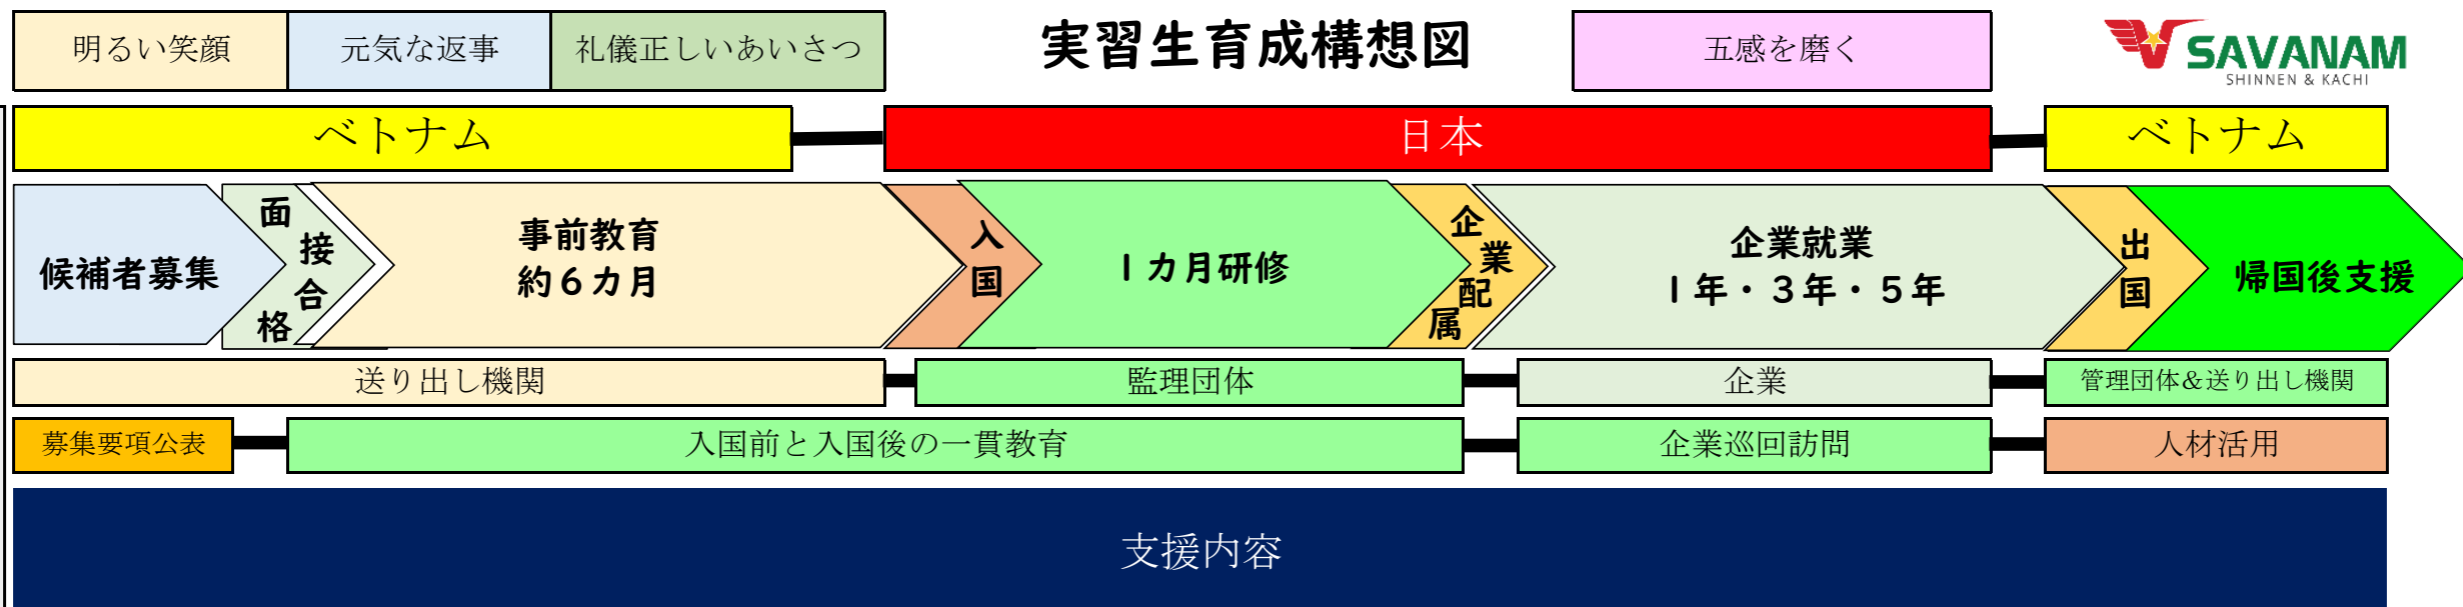 明るい笑顔
元気な返事
礼儀正しいあいさつ
実習生育成構想図
五感を磨く
SAVANAM
SHINNEN & KACHI
ベトナム
日本
ベトナム
候補者募集
面接合格
事前教育
約６カ月
入国
１カ月研修
企業配属
企業就業
１年・３年・５年
出国
帰国後支援
送り出し機関
監理団体
企業
管理団体&送り出し機関
募集要項公表
入国前と入国後の一貫教育
企業巡回訪問
人材活用
支援内容